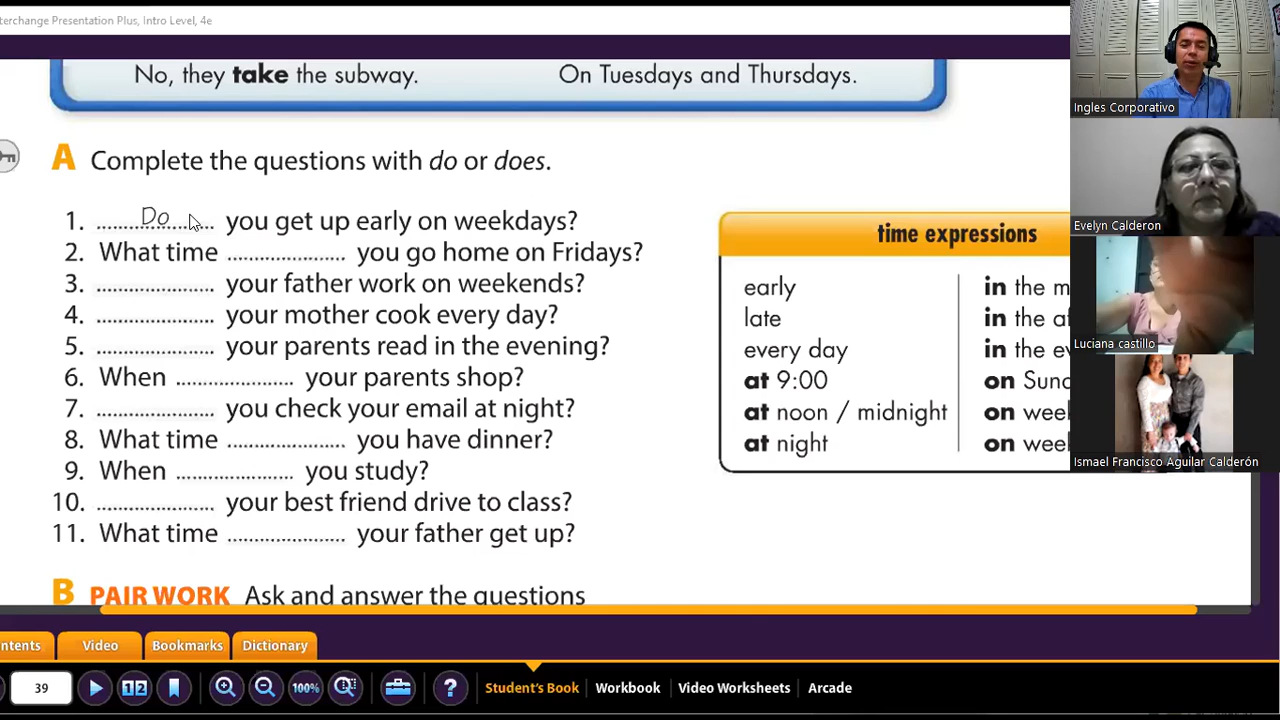 terchange Presentation Plus, Intro Level, 4e
No, they take the subway.
On Tuesdays and Thursdays.
A Complete the questions with do or does.
1. ....Do.... you get up early on weekdays?
2. What time .................... you go home on Fridays?
3. .................... your father work on weekends?
4. .................... your mother cook every day?
5. .................... your parents read in the evening?
6. When .................... your parents shop?
7. .................... you check your email at night?
8. What time .................... you have dinner?
9. When .................... you study?
10. .................... your best friend drive to class?
11. What time .................... your father get up?
time expressions
early
late
every day
at 9:00
at noon / midnight
at night
in the m
in the af
in the ev
on Sund
on week
on week
B PAIR WORK Ask and answer the questions
Ingles Corporativo
Evelyn Calderon
Luciana castillo
Ismael Francisco Aguilar Calderón
ntents
Video
Bookmarks
Dictionary
39
12
100%
?
Student's Book
Workbook
Video Worksheets
Arcade